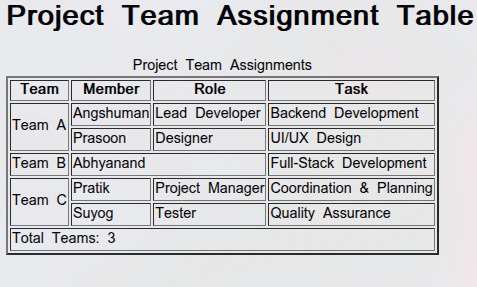 Project Team Assignment Table
Project Team Assignments
Team Member Role Task
Team A Angshuman Lead Developer Backend Development
Prasoon Designer UI/UX Design
Team B Abhyanand Full-Stack Development
Team C Pratik Project Manager Coordination & Planning
Suyog Tester Quality Assurance
Total Teams: 3